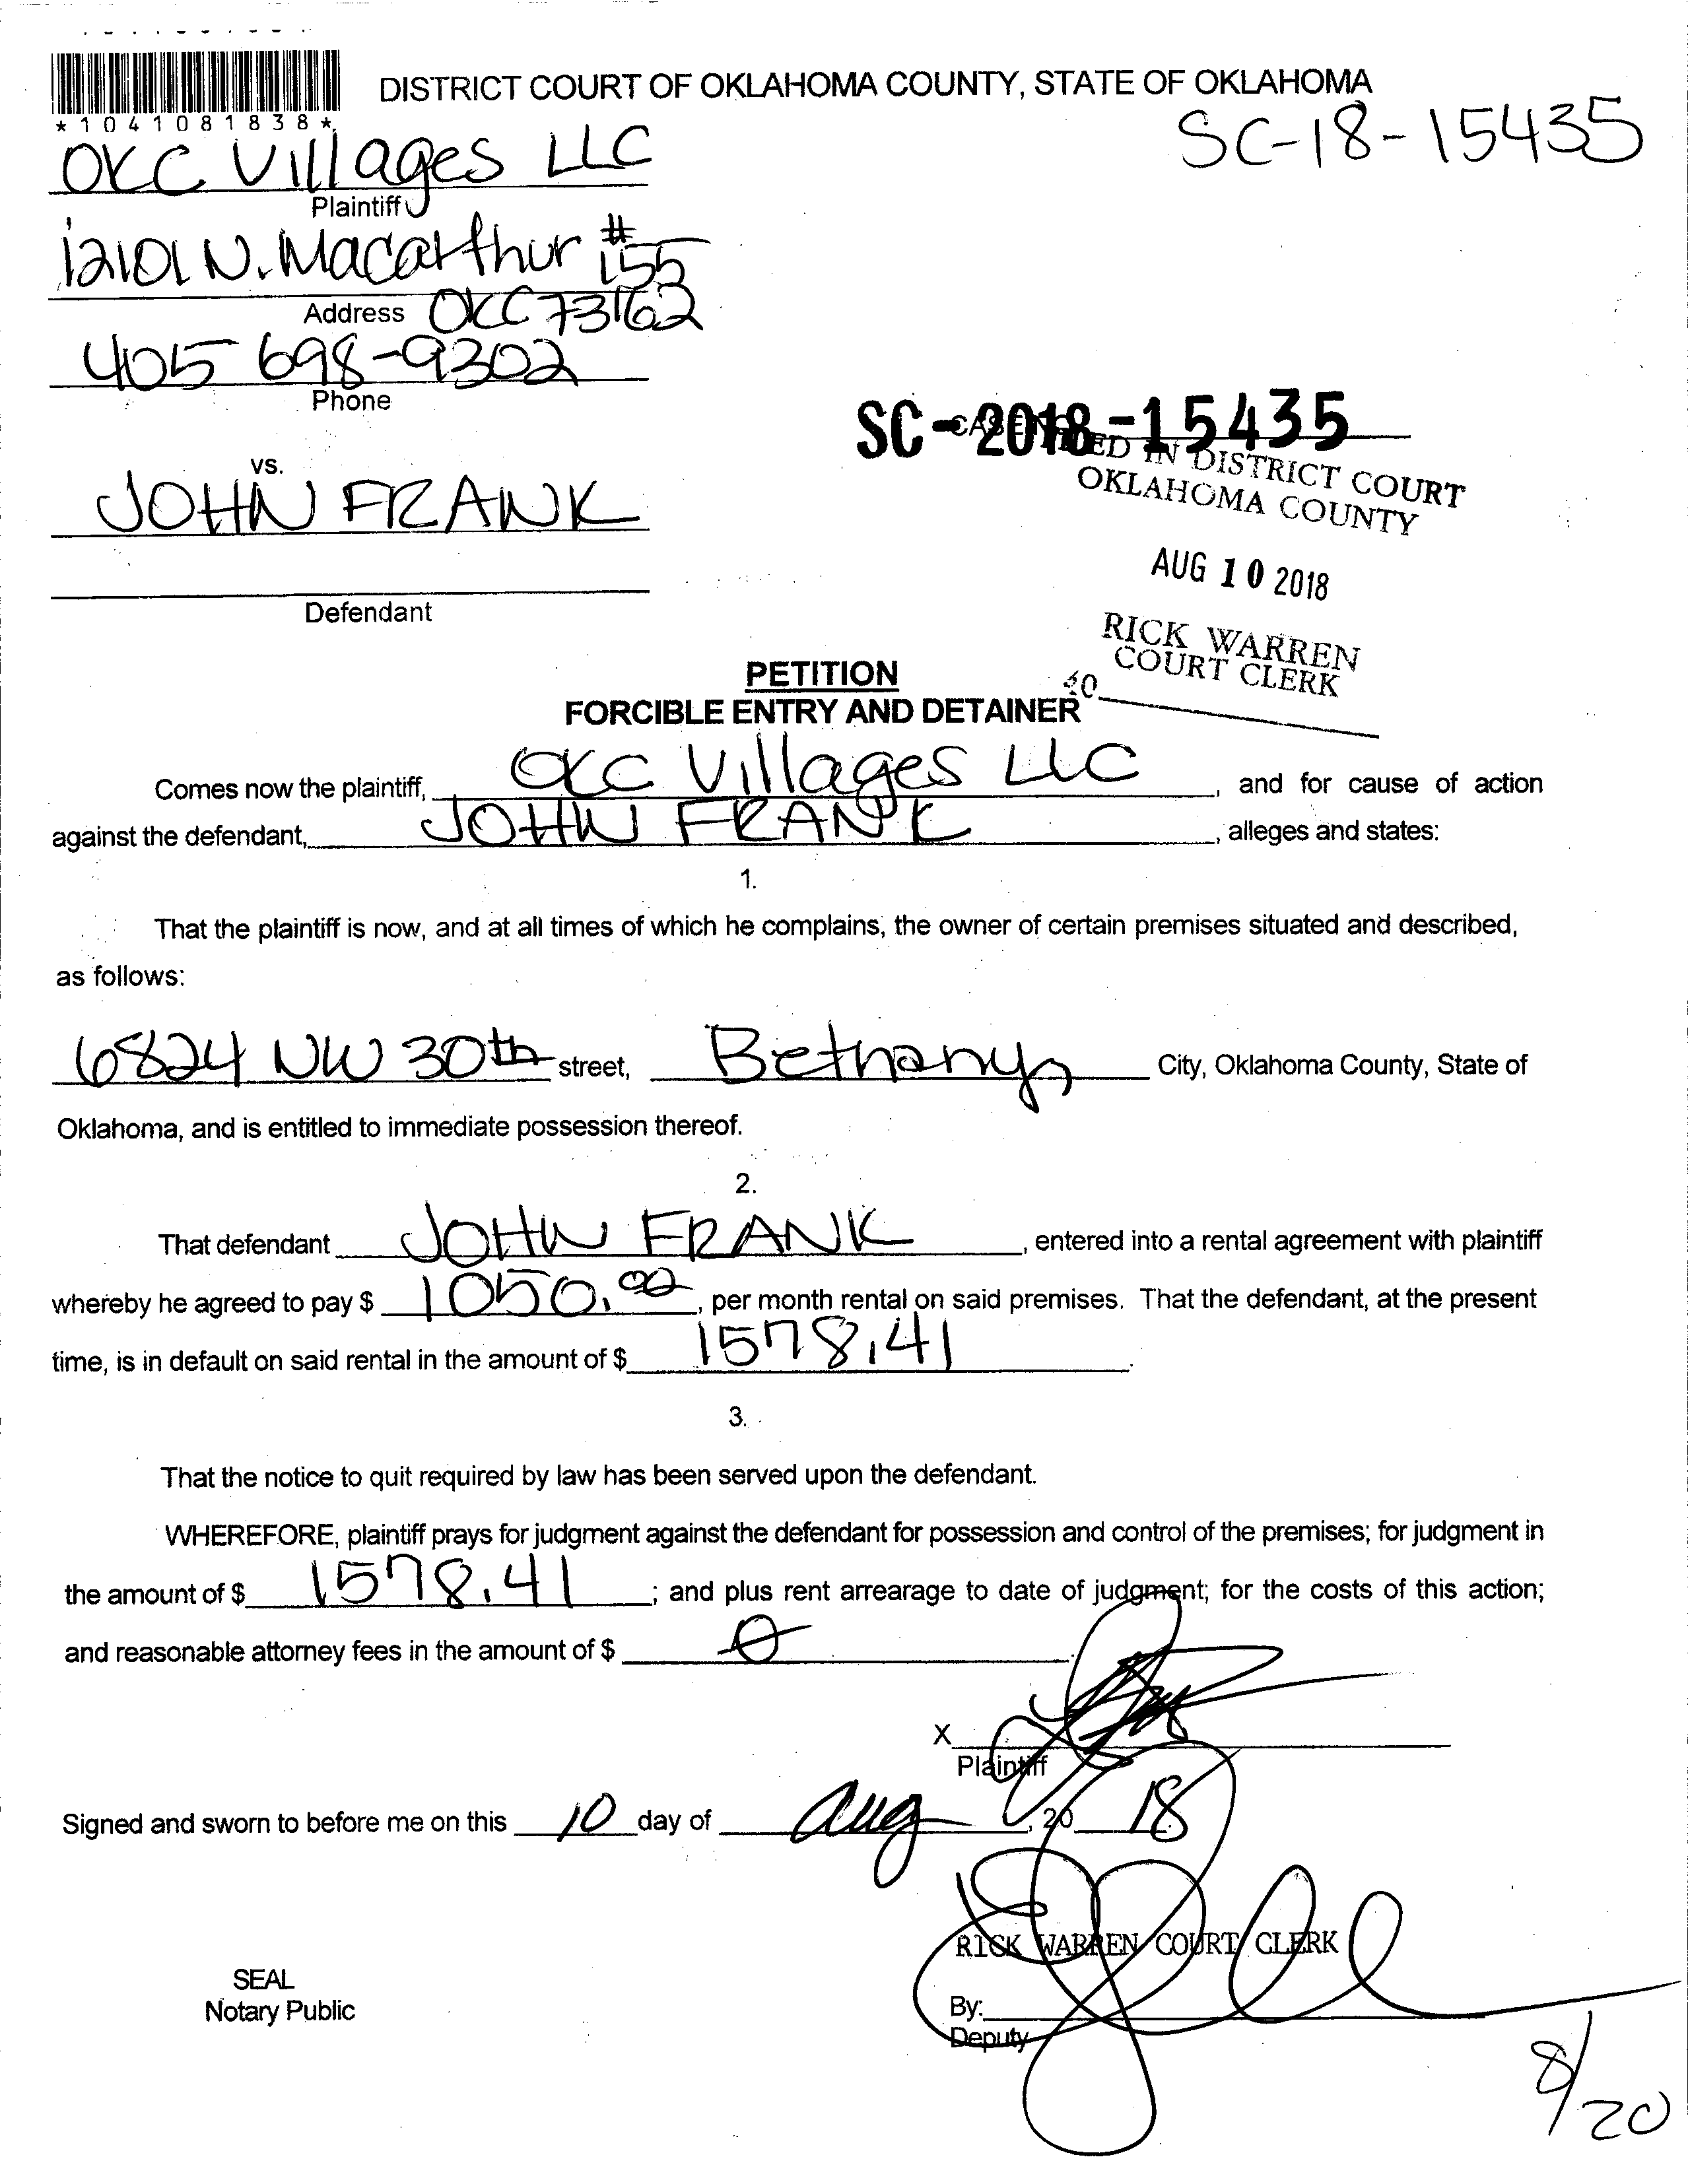 DISTRICT COURT OF OKLAHOMA COUNTY, STATE OF OKLAHOMA
*1041081838*
SC-18-15435
OKC Villages LLC
Plaintiff
12101 N. Macarthur #155
Address OKC 73162
405 698-9302
Phone
SC-2018-15435
CASE
FILED IN DISTRICT COURT
OKLAHOMA COUNTY
vs.
JOHN FRANK
AUG 10 2018
Defendant
RICK WARREN
COURT CLERK
40
PETITION
FORCIBLE ENTRY AND DETAINER
Comes now the plaintiff, OKC Villages LLC, and for cause of action
against the defendant, JOHN FRANK, alleges and states:
1.
That the plaintiff is now, and at all times of which he complains, the owner of certain premises situated and described,
as follows:
6824 NW 30th street, Bethany, City, Oklahoma County, State of
Oklahoma, and is entitled to immediate possession thereof.
2.
That defendant JOHN FRANK, entered into a rental agreement with plaintiff
whereby he agreed to pay $ 1050.00, per month rental on said premises. That the defendant, at the present
time, is in default on said rental in the amount of $ 1578.41.
3.
That the notice to quit required by law has been served upon the defendant.
WHEREFORE, plaintiff prays for judgment against the defendant for possession and control of the premises; for judgment in
the amount of $ 1578.41; and plus rent arrearage to date of judgment; for the costs of this action;
and reasonable attorney fees in the amount of $ 0.
X
Plaintiff
Signed and sworn to before me on this 10 day of Aug, 20 18.
RICK WARREN COURT CLERK
SEAL
Notary Public
By:
Deputy
8/20